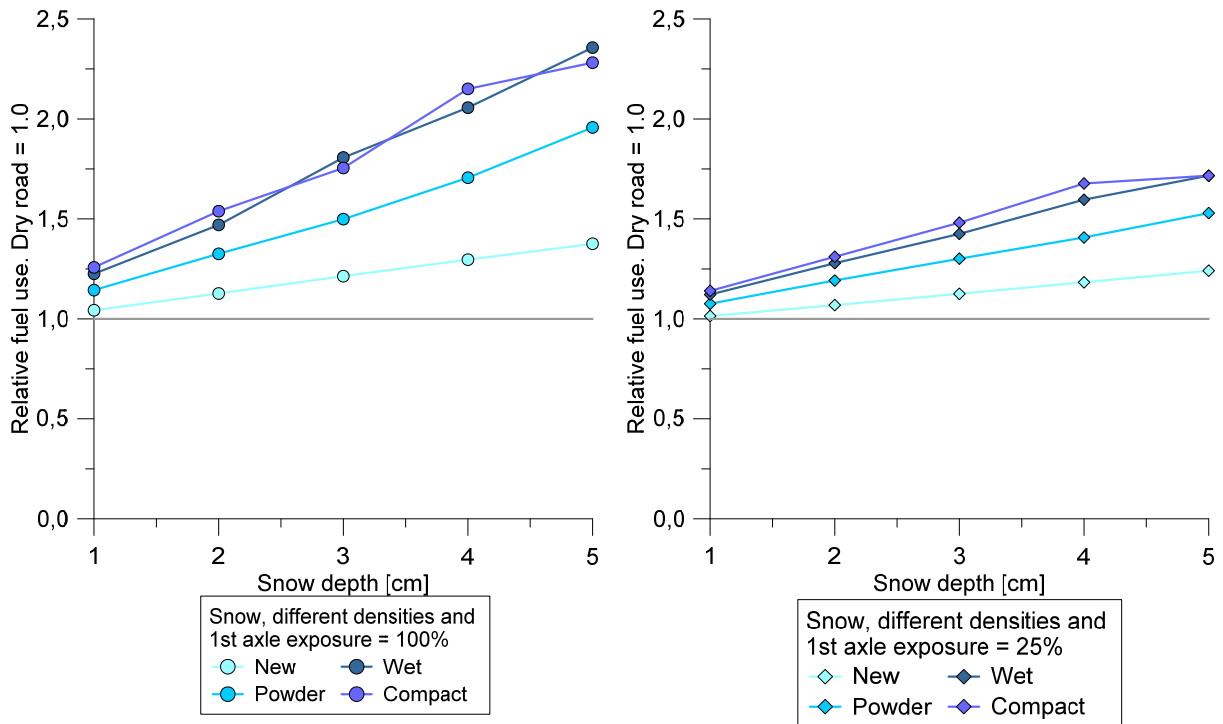 2,5
2,0
1,5
1,0
0,5
0,0
Relative fuel use. Dry road = 1.0
1 2 3 4 5
Snow depth [cm]
Snow, different densities and
1st axle exposure = 100%
New Wet
Powder Compact
2,5
2,0
1,5
1,0
0,5
0,0
Relative fuel use. Dry road = 1.0
1 2 3 4 5
Snow depth [cm]
Snow, different densities and
1st axle exposure = 25%
New Wet
Powder Compact